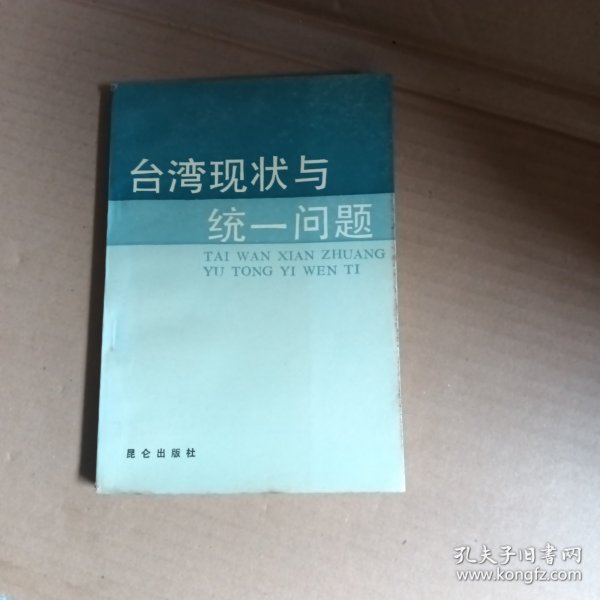 台湾现状与
统一问题
TAI WAN XIAN ZHUANG
YU TONG YI WEN TI
昆仑出版社
孔夫子旧书网
www.kongfz.com